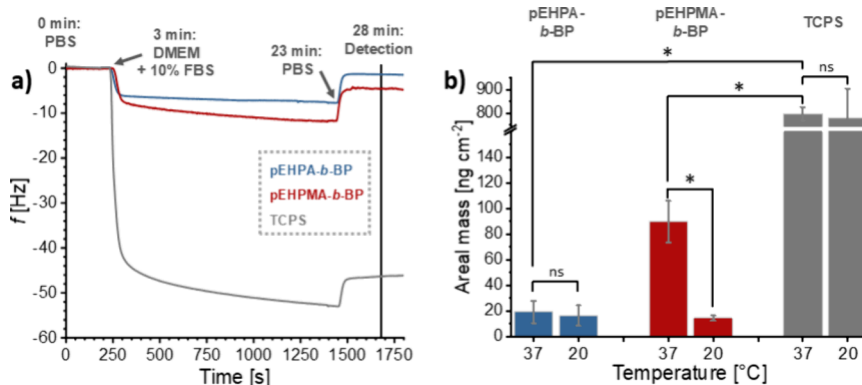 a)
0 min:
PBS
3 min:
DMEM
+ 10% FBS
23 min:
PBS
28 min:
Detection
0
-10
-20
-30
-40
-50
-60
f [Hz]
pEHPA-b-BP
pEHPMA-b-BP
TCPS
0 250 500 750 1000 1250 1500 1750
Time [s]
b)
pEHPA-
b-BP
pEHPMA-
b-BP
TCPS
*
ns
*
*
ns
900
800
140
120
100
80
60
40
20
0
Areal mass [ng cm-2]
37 20 37 20 37 20
Temperature [°C]